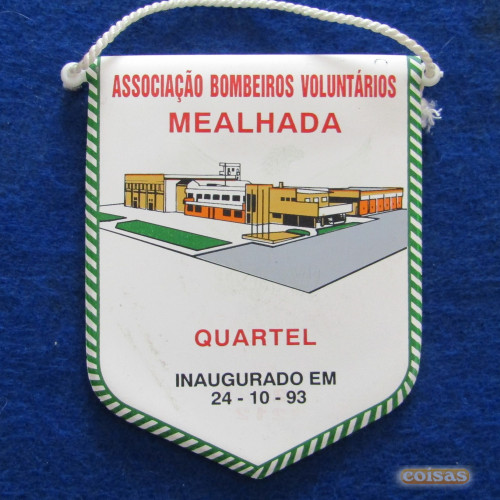 ASSOCIAÇÃO BOMBEIROS VOLUNTÁRIOS
MEALHADA
QUARTEL
INAUGURADO EM
24 - 10 - 93
coisas